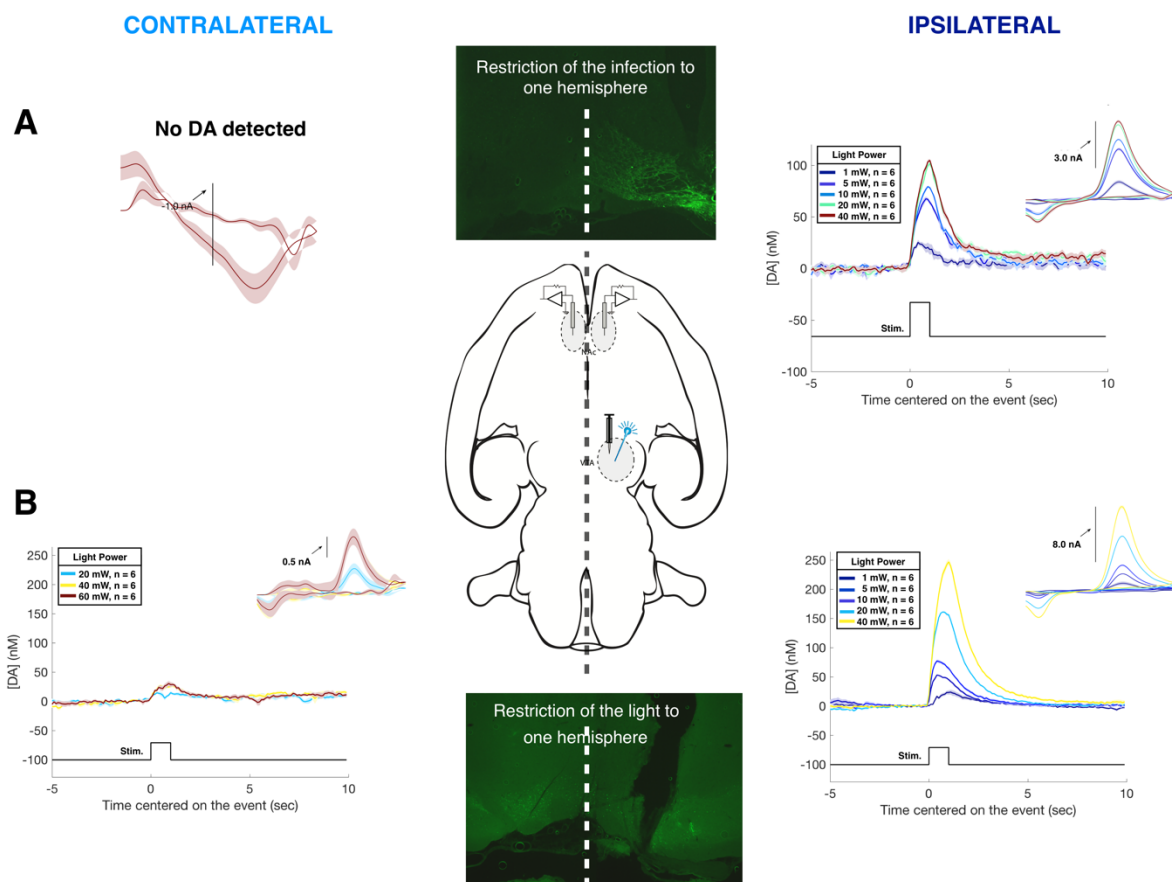 CONTRALATERAL
IPSILATERAL
Restriction of the infection to
one hemisphere
A
No DA detected
-1.0 nA
Light Power
1 mW, n = 6
5 mW, n = 6
10 mW, n = 6
20 mW, n = 6
40 mW, n = 6
3.0 nA
100
50
0
-50
-100
[DA] (nM)
Stim.
-5
0
5
10
Time centered on the event (sec)
NAc
VTA
B
Light Power
20 mW, n = 6
40 mW, n = 6
60 mW, n = 6
0.5 nA
250
200
150
100
50
0
-50
-100
[DA] (nM)
Stim.
-5
0
5
10
Time centered on the event (sec)
Light Power
1 mW, n = 6
5 mW, n = 6
10 mW, n = 6
20 mW, n = 6
40 mW, n = 6
8.0 nA
250
200
150
100
50
0
-50
-100
[DA] (nM)
Stim.
-5
0
5
10
Time centered on the event (sec)
Restriction of the light to
one hemisphere